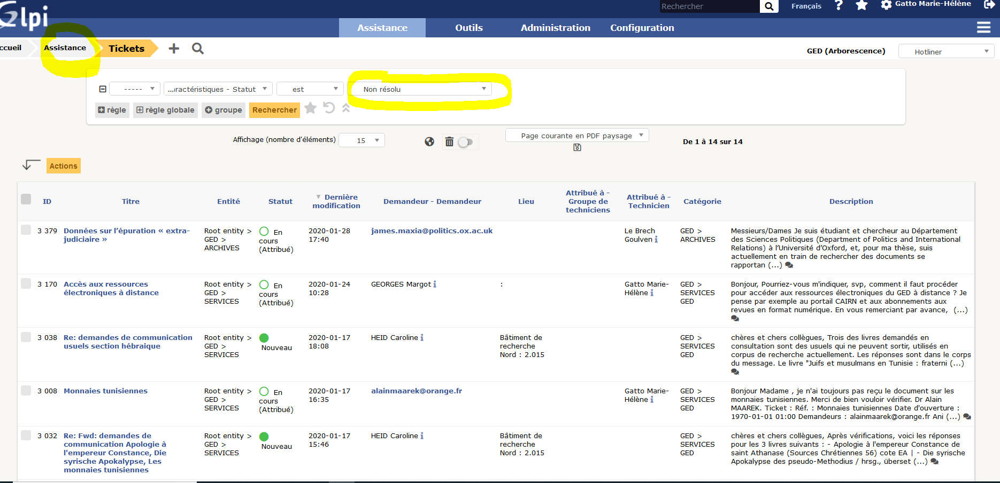 Glpi
Rechercher
Français
Gatto Marie-Hélène
Assistance
Outils
Administration
Configuration
ccueil
Assistance
Tickets
GED (Arborescence)
Hotliner
-----
...ractéristiques - Statut
est
Non résolu
règle
règle globale
groupe
Rechercher
Affichage (nombre d'éléments)
15
Page courante en PDF paysage
De 1 à 14 sur 14
Actions
ID
Titre
Entité
Statut
Dernière
modification
Demandeur - Demandeur
Lieu
Attribué à -
Groupe de
techniciens
Attribué à -
Technicien
Catégorie
Description
3 379
Données sur l’épuration « extra-
judiciaire »
Root entity >
GED >
ARCHIVES
En
cours
(Attribué)
2020-01-28
17:40
james.maxia@politics.ox.ac.uk
Le Brech
Goulven
GED >
ARCHIVES
Messieurs/Dames Je suis étudiant et chercheur au Département
des Sciences Politiques (Department of Politics and International
Relations) à l’Université d’Oxford, et, pour ma thèse, suis
actuellement en train de rechercher des documents se
rapportan (...)
3 170
Accès aux ressources
électroniques à distance
Root entity >
GED >
SERVICES
En
cours
(Attribué)
2020-01-24
10:28
GEORGES Margot
:
Gatto Marie-
Hélène
GED >
SERVICES
GED
Bonjour, Pourriez-vous m'indiquer, svp, comment il faut procéder
pour accéder aux ressources électroniques du GED à distance ? Je
pense par exemple au portail CAIRN et aux abonnements aux
revues en format numérique. En vous remerciant par avance, (...)
3 038
Re: demandes de communication
usuels section hébraique
Root entity >
GED >
SERVICES
Nouveau
2020-01-17
18:08
HEID Caroline
Bâtiment de
recherche
Nord : 2.015
GED >
SERVICES
GED
chères et chers collègues, Trois des livres demandés en
consultation sont des usuels qui ne peuvent sortir, utilisés en
corpus de recherche actuellement. Les réponses sont dans le corps
du message. Le livre "Juifs et musulmans en Tunisie : fraterni (...)
3 008
Monnaies tunisiennes
Root entity >
GED >
SERVICES
En
cours
(Attribué)
2020-01-17
16:35
alainmaarek@orange.fr
Gatto Marie-
Hélène
GED >
SERVICES
GED
Bonjour Madame , je n'ai toujours pas reçu le document sur les
monnaies tunisiennes. Merci de bien vouloir vérifier. Dr Alain
MAAREK. Ticket : Réf. : Monnaies tunisiennes Date d'ouverture :
1970-01-01 01:00 Demandeurs : alainmaarek@orange.fr Ani (...)
3 032
Re: Fwd: demandes de
communication Apologie à
l'empereur Constance, Die
syrische Apokalypse, Les
monnaies tunisiennes
Root entity >
GED >
SERVICES
Nouveau
2020-01-17
15:46
HEID Caroline
Bâtiment de
recherche
Nord : 2.015
GED >
SERVICES
GED
chères et chers collègues, Après vérifications, voici les réponses
pour les 3 livres suivants : - Apologie à l'empereur Constance de
saint Athanase (Sources Chrétiennes 56) cote EA | - Die syrische
Apokalypse des pseudo-Methodius / hrsg., überset (...)